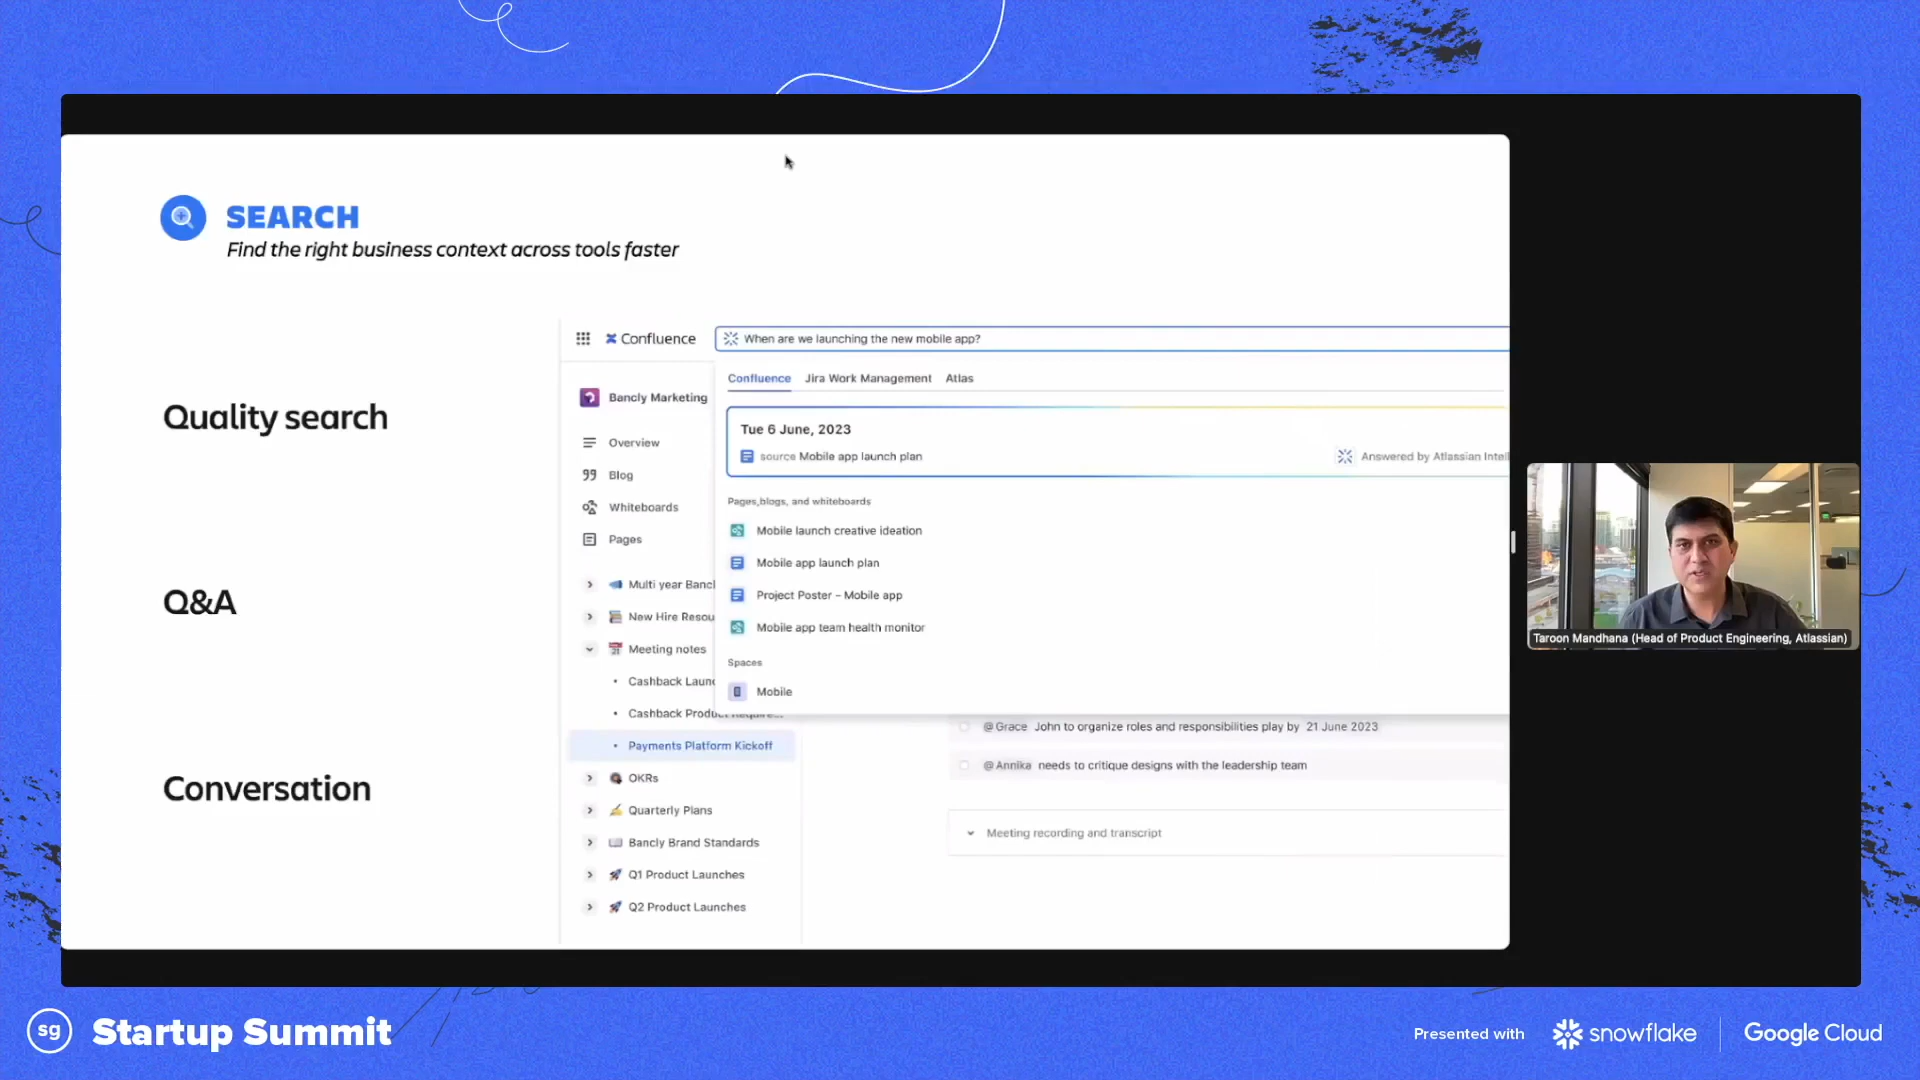 SEARCH
Find the right business context across tools faster
Quality search
Q&A
Conversation
Confluence
When are we launching the new mobile app?
Bancly Marketing
Overview
Blog
Whiteboards
Pages
Multi year Bancl
New Hire Resou
Meeting notes
Cashback Laun
Cashback Product Require...
Payments Platform Kickoff
OKRs
Quarterly Plans
Bancly Brand Standards
Q1 Product Launches
Q2 Product Launches
Confluence Jira Work Management Atlas
Tue 6 June, 2023
source Mobile app launch plan
Answered by Atlassian Intell
Pages,blogs, and whiteboards
Mobile launch creative ideation
Mobile app launch plan
Project Poster – Mobile app
Mobile app team health monitor
Spaces
Mobile
@Grace John to organize roles and responsibilities play by 21 June 2023
@Annika needs to critique designs with the leadership team
Meeting recording and transcript
Taroon Mandhana (Head of Product Engineering, Atlassian)
sg Startup Summit
Presented with snowflake Google Cloud